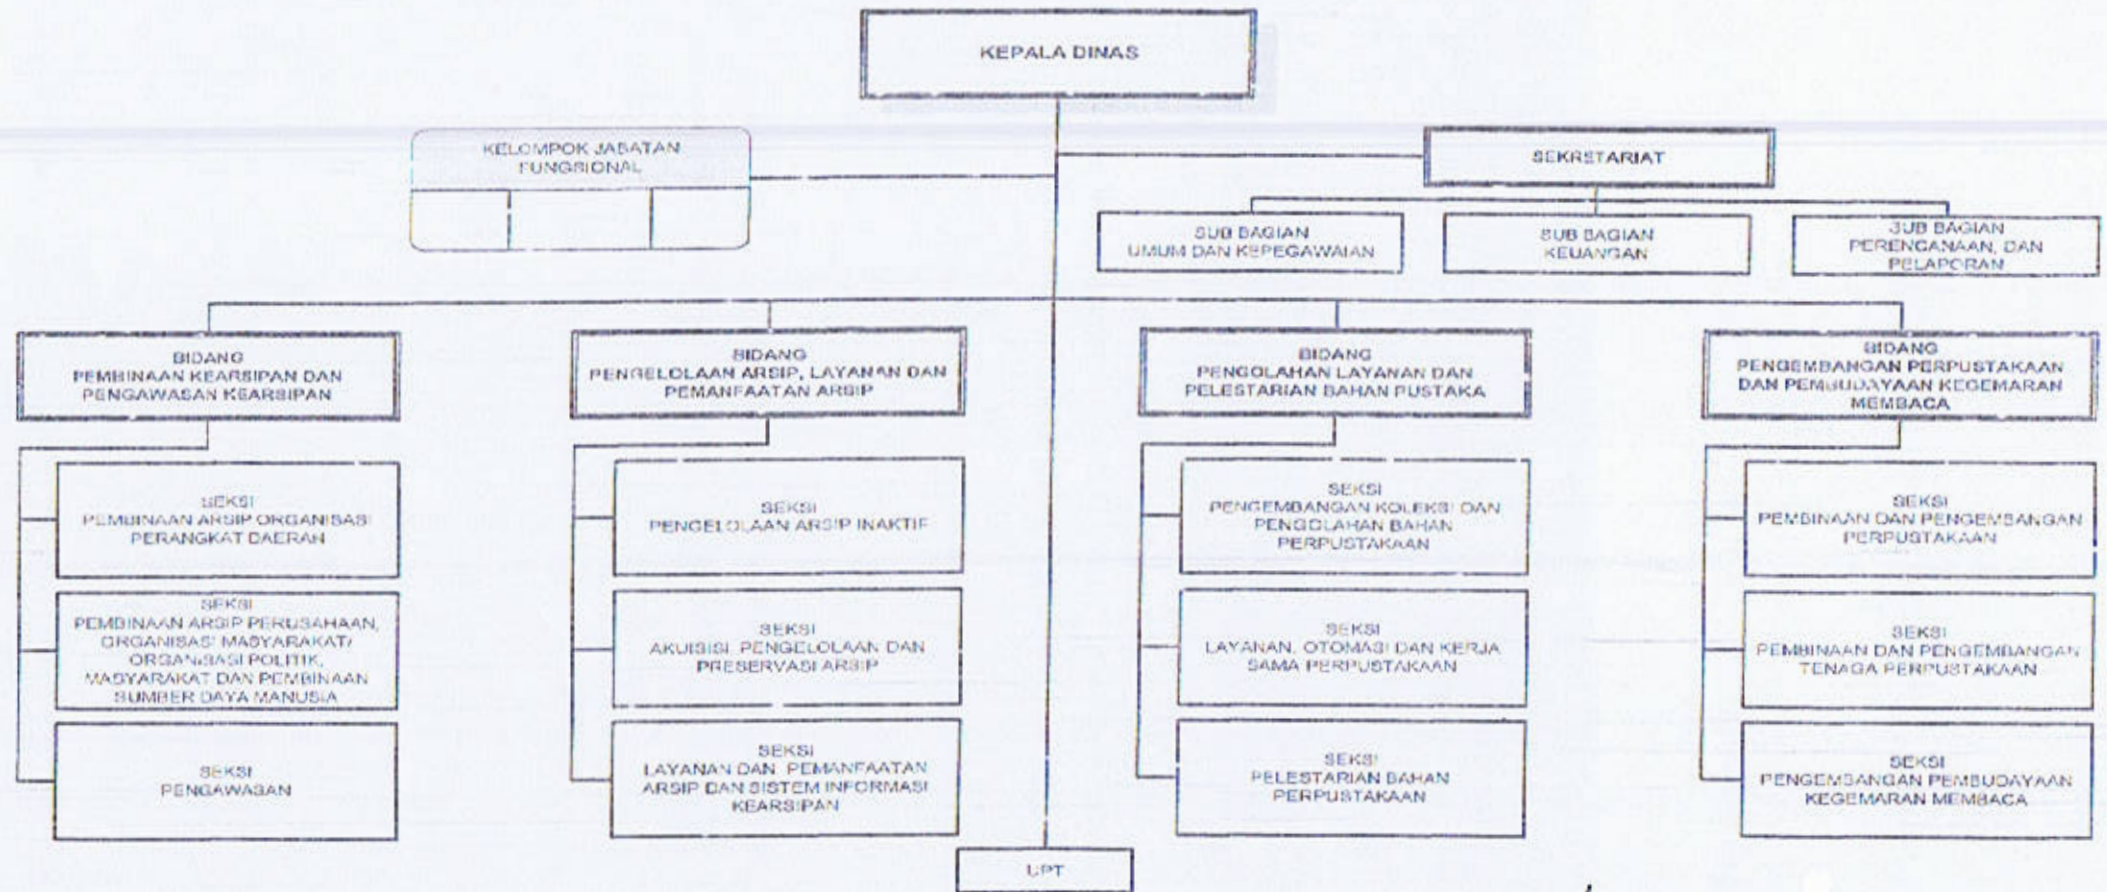 KEPALA DINAS
KELOMPOK JABATAN
FUNGSIONAL
SEKRETARIAT
SUB BAGIAN
UMUM DAN KEPEGAWAIAN
SUB BAGIAN
KEUANGAN
SUB BAGIAN
PERENCANAAN, DAN
PELAPORAN
BIDANG
PEMBINAAN KEARSIPAN DAN
PENGAWASAN KEARSIPAN
BIDANG
PENGELOLAAN ARSIP, LAYANAN DAN
PEMANFAATAN ARSIP
BIDANG
PENGOLAHAN LAYANAN DAN
PELESTARIAN BAHAN PUSTAKA
BIDANG
PENGEMBANGAN PERPUSTAKAAN
DAN PEMBUDAYAAN KEGEMARAN
MEMBACA
SEKSI
PEMBINAAN ARSIP ORGANISASI
PERANGKAT DAERAH
SEKSI
PENGELOLAAN ARSIP INAKTIF
SEKSI
PENGEMBANGAN KOLEKSI DAN
PENGOLAHAN BAHAN
PERPUSTAKAAN
SEKSI
PEMBINAAN DAN PENGEMBANGAN
PERPUSTAKAAN
SEKSI
PEMBINAAN ARSIP PERUSAHAAN,
ORGANISASI MASYARAKAT/
ORGANISASI POLITIK,
MASYARAKAT DAN PEMBINAAN
SUMBER DAYA MANUSIA
SEKSI
AKUISISI, PENGELOLAAN DAN
PRESERVASI ARSIP
SEKSI
LAYANAN, OTOMASI DAN KERJA
SAMA PERPUSTAKAAN
SEKSI
PEMBINAAN DAN PENGEMBANGAN
TENAGA PERPUSTAKAAN
SEKSI
PENGAWASAN
SEKSI
LAYANAN DAN PEMANFAATAN
ARSIP DAN SISTEM INFORMASI
KEARSIPAN
SEKSI
PELESTARIAN BAHAN
PERPUSTAKAAN
SEKSI
PENGEMBANGAN PEMBUDAYAAN
KEGEMARAN MEMBACA
UPT